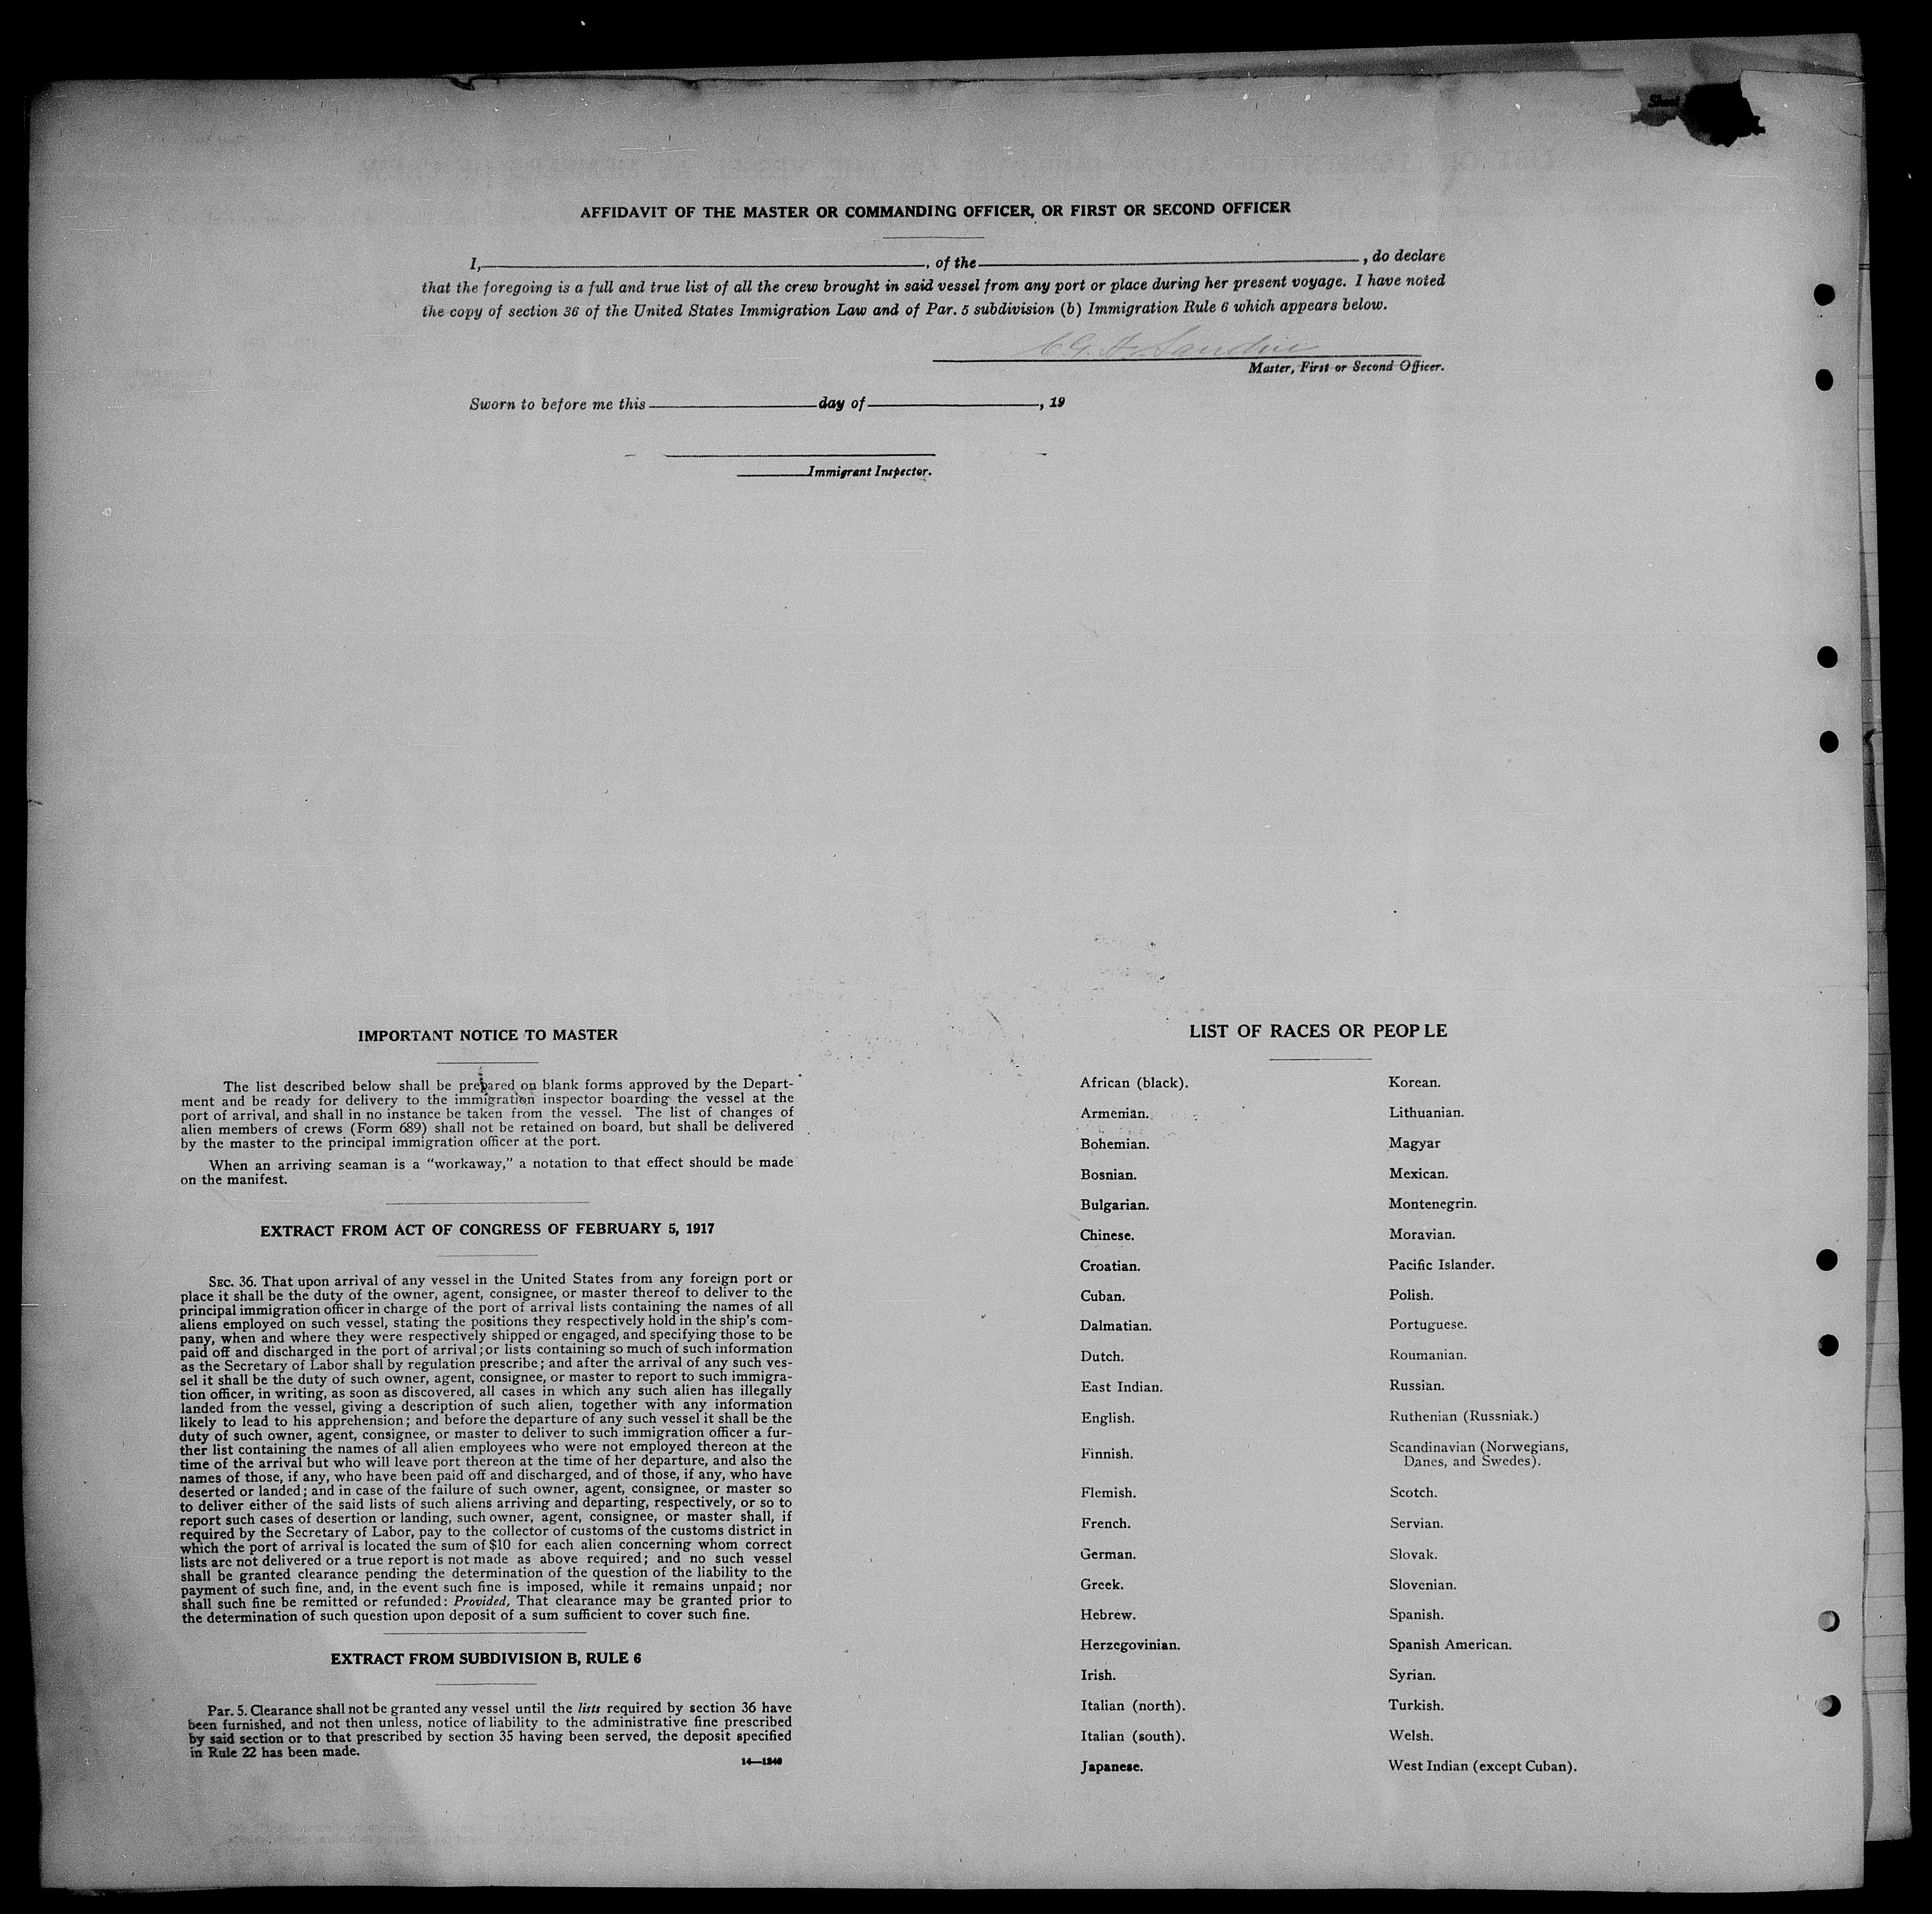 AFFIDAVIT OF THE MASTER OR COMMANDING OFFICER, OR FIRST OR SECOND OFFICER
I, , of the , do declare
that the foregoing is a full and true list of all the crew brought in said vessel from any port or place during her present voyage. I have noted
the copy of section 36 of the United States Immigration Law and of Par. 5 subdivision (b) Immigration Rule 6 which appears below.
Master, First or Second Officer.
Sworn to before me this day of , 19
Immigrant Inspector.
IMPORTANT NOTICE TO MASTER
The list described below shall be prepared on blank forms approved by the Depart-
ment and be ready for delivery to the immigration inspector boarding the vessel at the
port of arrival, and shall in no instance be taken from the vessel. The list of changes of
alien members of crews (Form 689) shall not be retained on board, but shall be delivered
by the master to the principal immigration officer at the port.
When an arriving seaman is a "workaway," a notation to that effect should be made
on the manifest.
EXTRACT FROM ACT OF CONGRESS OF FEBRUARY 5, 1917
SEC. 36. That upon arrival of any vessel in the United States from any foreign port or
place it shall be the duty of the owner, agent, consignee, or master thereof to deliver to the
principal immigration officer in charge of the port of arrival lists containing the names of all
aliens employed on such vessel, stating the positions they respectively hold in the ship's com-
pany, when and where they were respectively shipped or engaged, and specifying those to be
paid off and discharged in the port of arrival; or lists containing so much of such information
as the Secretary of Labor shall by regulation prescribe; and after the arrival of any such ves-
sel it shall be the duty of such owner, agent, consignee, or master to report to such immigra-
tion officer, in writing, as soon as discovered, all cases in which any such alien has illegally
landed from the vessel, giving a description of such alien, together with any information
likely to lead to his apprehension; and before the departure of any such vessel it shall be the
duty of such owner, agent, consignee, or master to deliver to such immigration officer a fur-
ther list containing the names of all alien employees who were not employed thereon at the
time of the arrival but who will leave port thereon at the time of her departure, and also the
names of those, if any, who have been paid off and discharged, and of those, if any, who have
deserted or landed; and in case of the failure of such owner, agent, consignee, or master so
to deliver either of the said lists of such aliens arriving and departing, respectively, or so to
report such cases of desertion or landing, such owner, agent, consignee, or master shall, if
required by the Secretary of Labor, pay to the collector of customs of the customs district in
which the port of arrival is located the sum of $10 for each alien concerning whom correct
lists are not delivered or a true report is not made as above required; and no such vessel
shall be granted clearance pending the determination of the question of the liability to the
payment of such fine, and, in the event such fine is imposed, while it remains unpaid; nor
shall such fine be remitted or refunded: Provided, That clearance may be granted prior to
the determination of such question upon deposit of a sum sufficient to cover such fine.
EXTRACT FROM SUBDIVISION B, RULE 6
Par. 5. Clearance shall not be granted any vessel until the lists required by section 36 have
been furnished, and not then unless, notice of liability to the administrative fine prescribed
by said section or to that prescribed by section 35 having been served, the deposit specified
in Rule 22 has been made.
14—1240
LIST OF RACES OR PEOPLE
African (black).
Armenian.
Bohemian.
Bosnian.
Bulgarian.
Chinese.
Croatian.
Cuban.
Dalmatian.
Dutch.
East Indian.
English.
Finnish.
Flemish.
French.
German.
Greek.
Hebrew.
Herzegovinian.
Irish.
Italian (north).
Italian (south).
Japanese.
Korean.
Lithuanian.
Magyar
Mexican.
Montenegrin.
Moravian.
Pacific Islander.
Polish.
Portuguese.
Roumanian.
Russian.
Ruthenian (Russniak.)
Scandinavian (Norwegians,
Danes, and Swedes).
Scotch.
Servian.
Slovak.
Slovenian.
Spanish.
Spanish American.
Syrian.
Turkish.
Welsh.
West Indian (except Cuban).